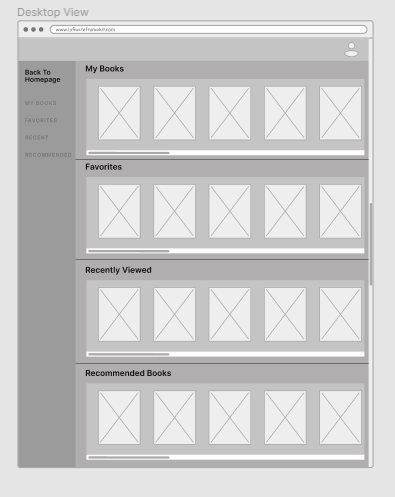 Desktop View
www.urlwireframekit.com
Back To
Homepage
MY BOOKS
FAVORITES
RECENT
RECOMMENDED
My Books
Favorites
Recently Viewed
Recommended Books